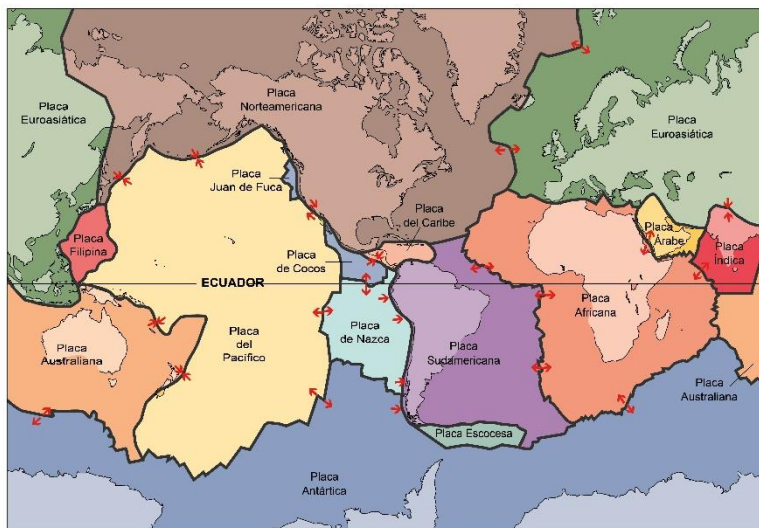 Placa
Euroasiática
Placa
Norteamericana
Placa
Euroasiática
Placa
Juan de Fuca
Placa
del Caribe
Placa
Filipina
Placa
de Cocos
Placa
Árabe
Placa
Índica
ECUADOR
Placa
Australiana
Placa
del
Pacífico
Placa
de Nazca
Placa
Sudamericana
Placa
Africana
Placa
Australiana
Placa Escocesa
Placa
Antártica